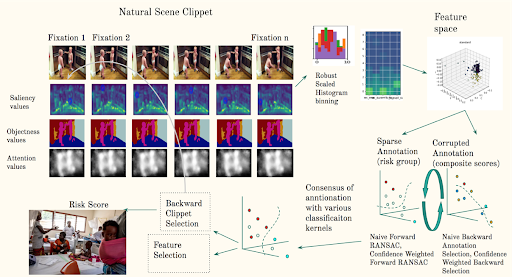 Natural Scene Clippet
Fixation 1
Fixation 2
Fixation n
Saliency
values
Objectness
values
Attention
values
Robust
Scaled
Histogram
binning
Feature
space
Sparse
Annotation
(risk group)
Corrupted
Annotation
(composite scores)
Consensus of
anntionation
with various
classificaiton
kernels
Naive Forward
RANSAC,
Confidence Weighted
Forward RANSAC
Naive Backward
Annotation
Selection, Confidence
Weighted Backward
Selection
Backward
Clippet
Selection
Feature
Selection
Risk Score